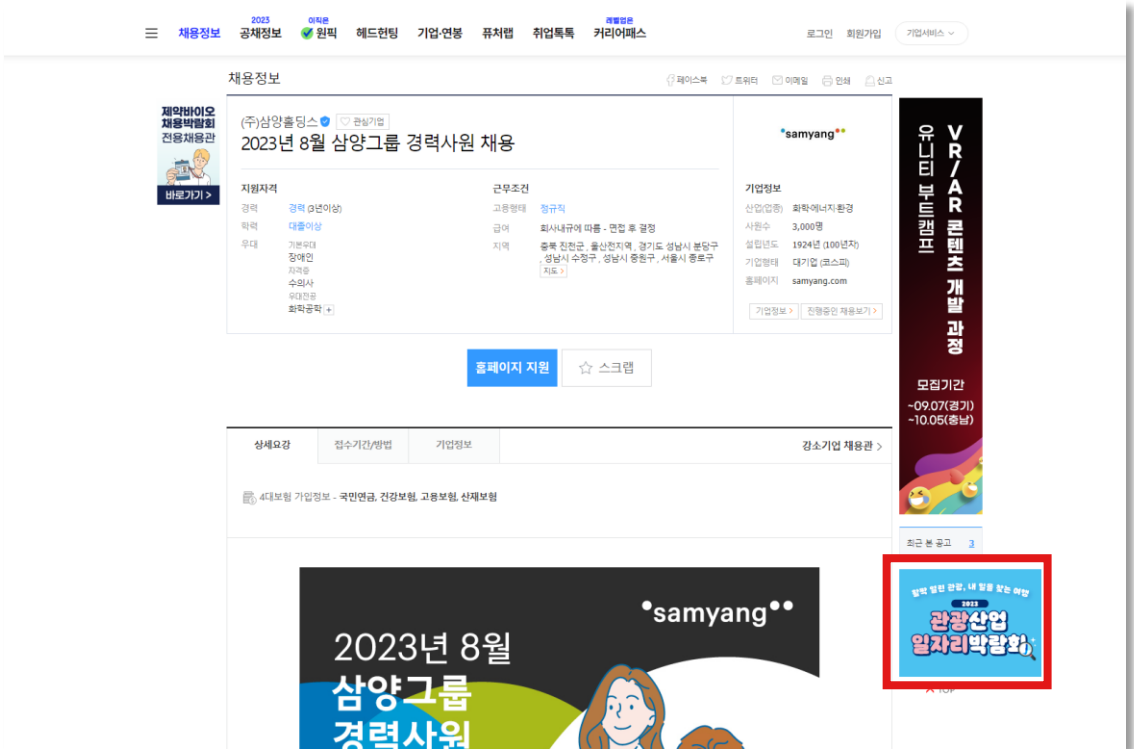 2023 이직은 레벨업은
채용정보 공채정보 원픽 헤드헌팅 기업·연봉 퓨처랩 취업톡톡 커리어패스 로그인 회원가입 기업서비스
채용정보 페이스북 트위터 이메일 인쇄 신고
제약바이오
채용박람회
전용채용관
바로가기 >
(주)삼양홀딩스 관심기업
2023년 8월 삼양그룹 경력사원 채용
지원자격
경력 경력 (3년이상)
학력 대졸이상
우대 기본우대
장애인
자격증
수의사
우대전공
화학공학 +
근무조건
고용형태 정규직
급여 회사내규에 따름 - 면접 후 결정
지역 충북 진천군 , 울산전지역 , 경기도 성남시 분당구
, 성남시 수정구 , 성남시 중원구 , 서울시 종로구
지도 >
samyang
기업정보
산업(업종) 화학·에너지·환경
사원수 3,000명
설립년도 1924년 (100년차)
기업형태 대기업 (코스피)
홈페이지 samyang.com
기업정보 > 진행중인 채용보기 >
VR/AR 콘텐츠 개발 과정
유니티 부트캠프
모집기간
~09.07(경기)
~10.05(충남)
홈페이지 지원 스크랩
상세요강 접수기간/방법 기업정보 강소기업 채용관 >
4대보험 가입정보 - 국민연금, 건강보험, 고용보험, 산재보험
최근 본 공고 3
활짝 열린 관광, 내 일을 찾는 여행
2023
관광산업
일자리박람회
TOP
samyang
2023년 8월
삼양그룹
경력사원